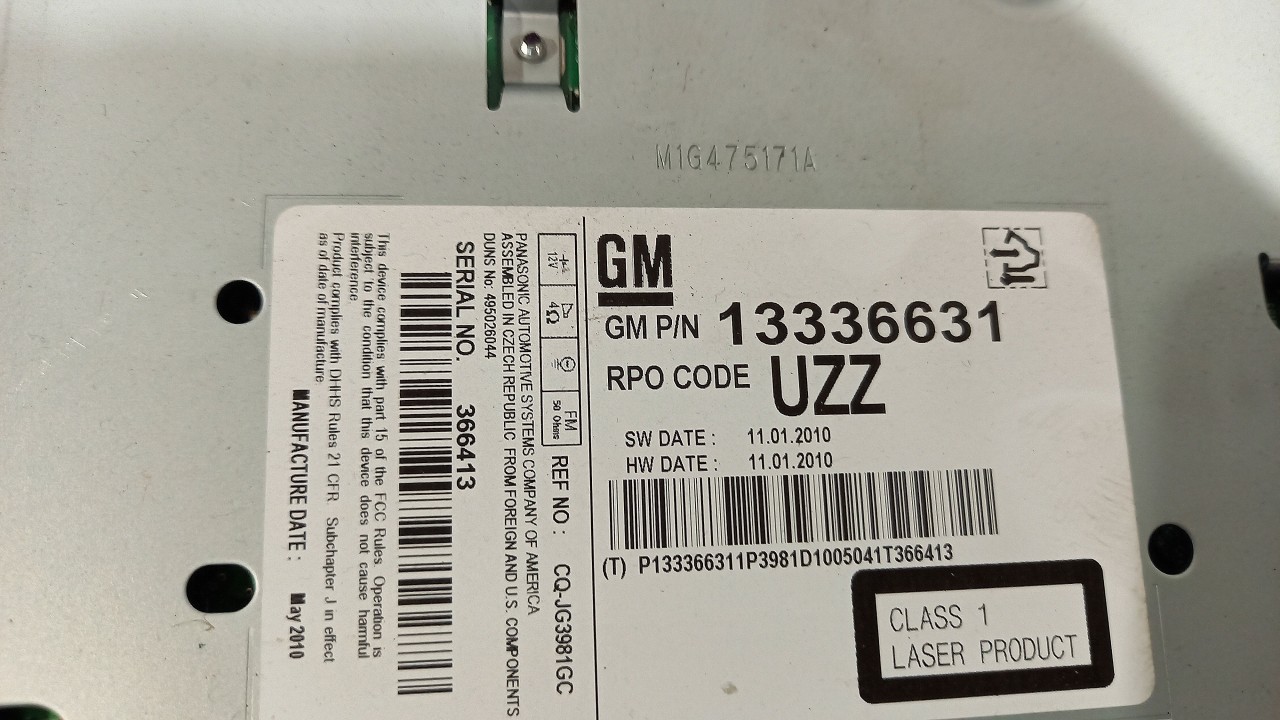 M1G475171A
GM
GM P/N 13336631
RPO CODE UZZ
SW DATE : 11.01.2010
HW DATE : 11.01.2010
(T) P133366311P3981D1005041T366413
CLASS 1
LASER PRODUCT
12V
4Ω
FM
50 Ohms
REF NO : CQ-JG3981GC
PANASONIC AUTOMOTIVE SYSTEMS COMPANY OF AMERICA
ASSEMBLED IN CZECH REPUBLIC FROM FOREIGN AND U.S. COMPONENTS
DUNS No: 495026044
SERIAL NO. 366413
This device complies with part 15 of the FCC Rules. Operation is
subject to the condition that this device does not cause harmful
interference.
Product complies with DHHS Rules 21 CFR Subchapter J in effect
as of date of manufacture
MANUFACTURE DATE : May 2010